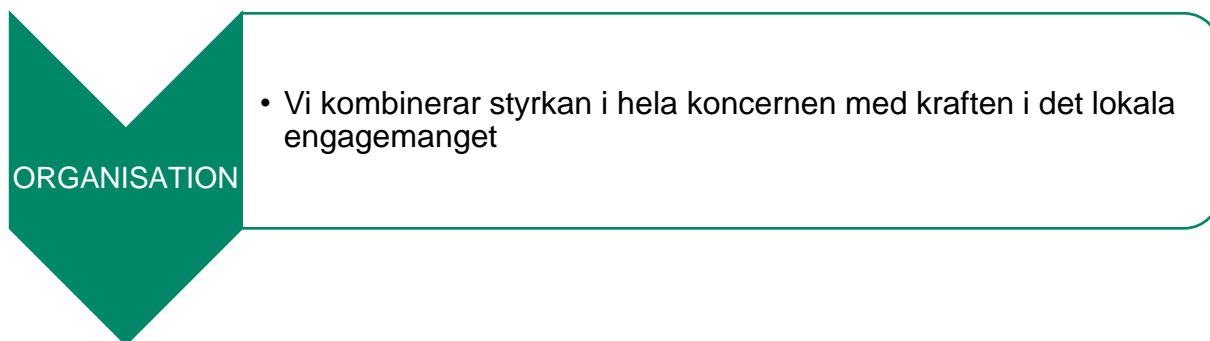 ORGANISATION
• Vi kombinerar styrkan i hela koncernen med kraften i det lokala
engagemanget